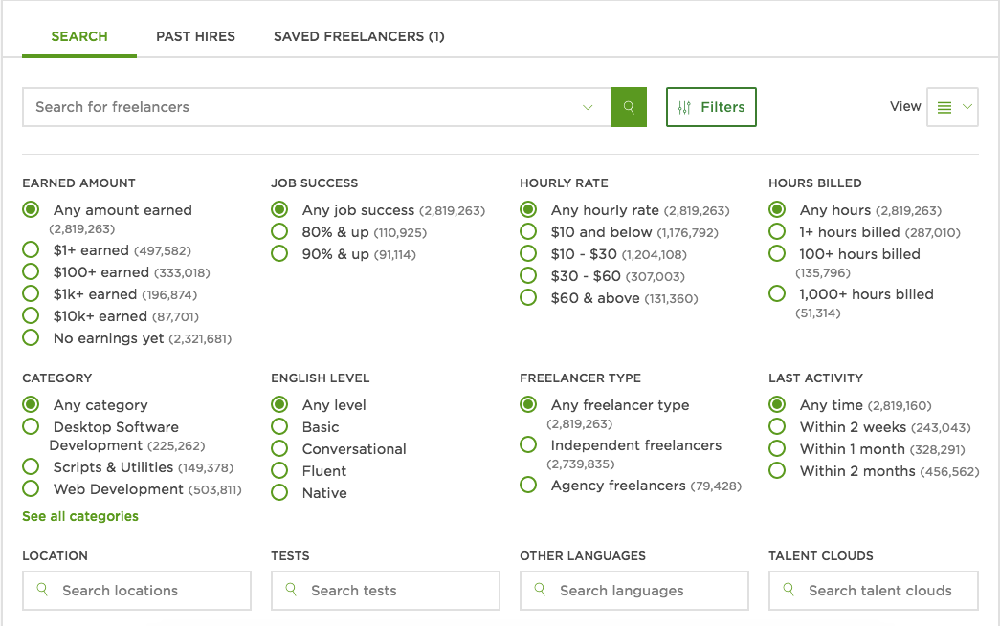 SEARCH PAST HIRES SAVED FREELANCERS (1)
Search for freelancers
Filters
View
EARNED AMOUNT
Any amount earned
(2,819,263)
$1+ earned (497,582)
$100+ earned (333,018)
$1k+ earned (196,874)
$10k+ earned (87,701)
No earnings yet (2,321,681)
JOB SUCCESS
Any job success (2,819,263)
80% & up (110,925)
90% & up (91,114)
HOURLY RATE
Any hourly rate (2,819,263)
$10 and below (1,176,792)
$10 - $30 (1,204,108)
$30 - $60 (307,003)
$60 & above (131,360)
HOURS BILLED
Any hours (2,819,263)
1+ hours billed (287,010)
100+ hours billed
(135,796)
1,000+ hours billed
(51,314)
CATEGORY
Any category
Desktop Software
Development (225,262)
Scripts & Utilities (149,378)
Web Development (503,811)
See all categories
ENGLISH LEVEL
Any level
Basic
Conversational
Fluent
Native
FREELANCER TYPE
Any freelancer type
(2,819,263)
Independent freelancers
(2,739,835)
Agency freelancers (79,428)
LAST ACTIVITY
Any time (2,819,160)
Within 2 weeks (243,043)
Within 1 month (328,291)
Within 2 months (456,562)
LOCATION
Search locations
TESTS
Search tests
OTHER LANGUAGES
Search languages
TALENT CLOUDS
Search talent clouds